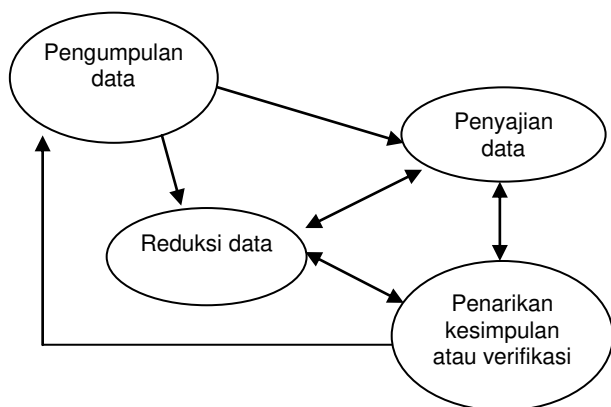 Pengumpulan
data
Penyajian
data
Reduksi data
Penarikan
kesimpulan
atau verifikasi